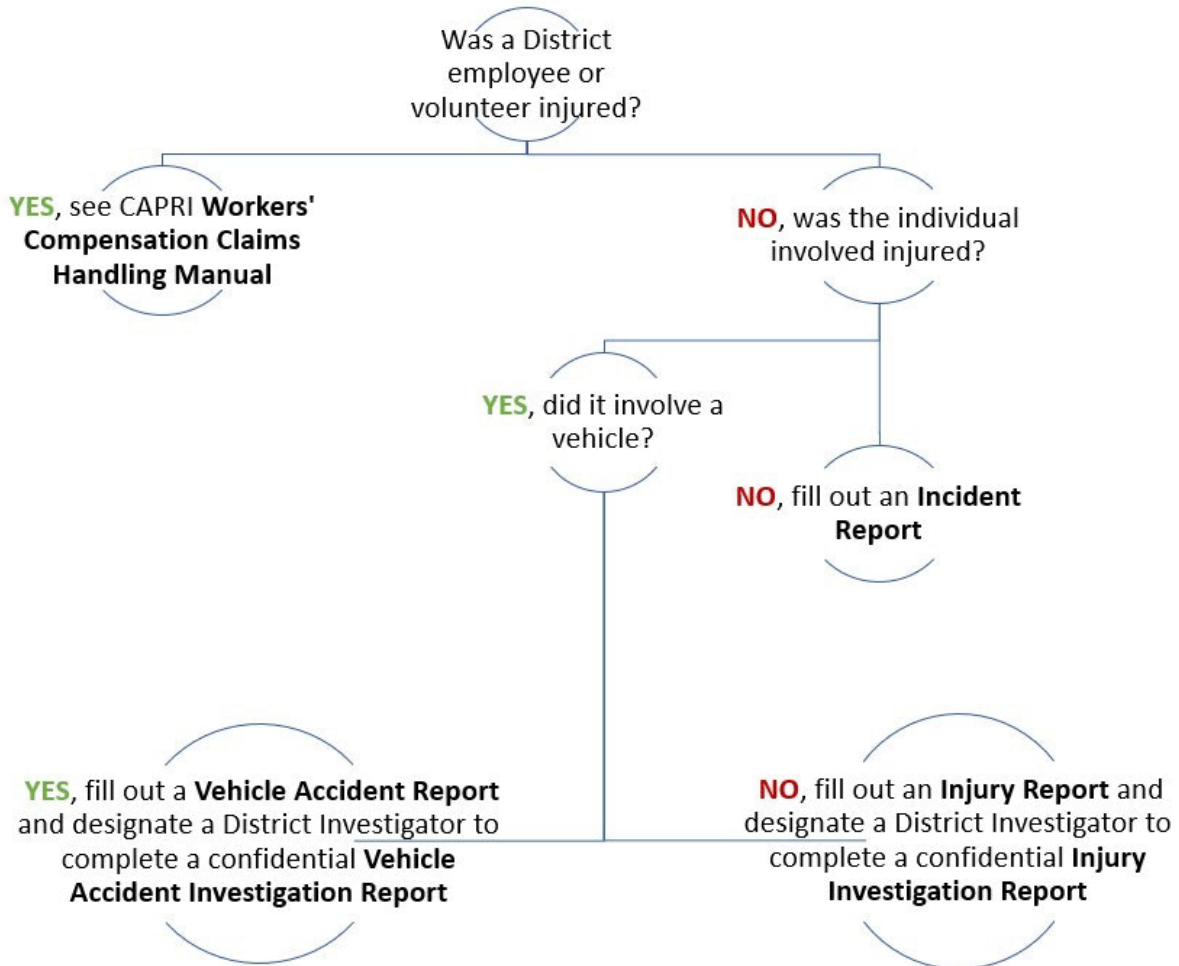 Was a District
employee or
volunteer injured?
YES, see CAPRI Workers'
Compensation Claims
Handling Manual
NO, was the individual
involved injured?
YES, did it involve a
vehicle?
NO, fill out an Incident
Report
YES, fill out a Vehicle Accident Report
and designate a District Investigator to
complete a confidential Vehicle
Accident Investigation Report
NO, fill out an Injury Report and
designate a District Investigator to
complete a confidential Injury
Investigation Report